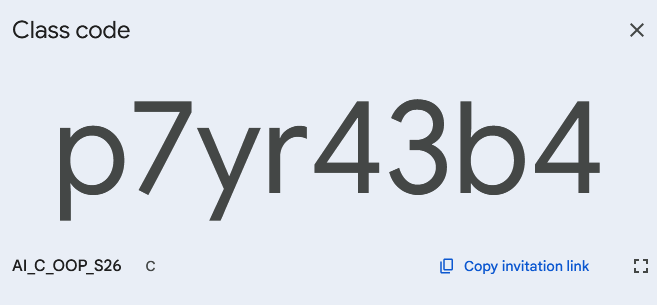 Class code
p7yr43b4
AI_C_OOP_S26 C Copy invitation link